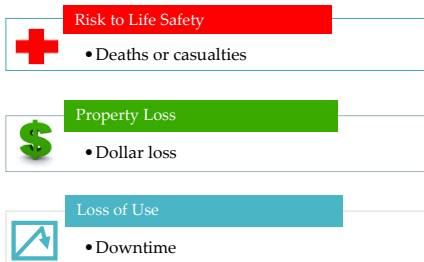 Risk to Life Safety
•Deaths or casualties
Property Loss
$
•Dollar loss
Loss of Use
•Downtime